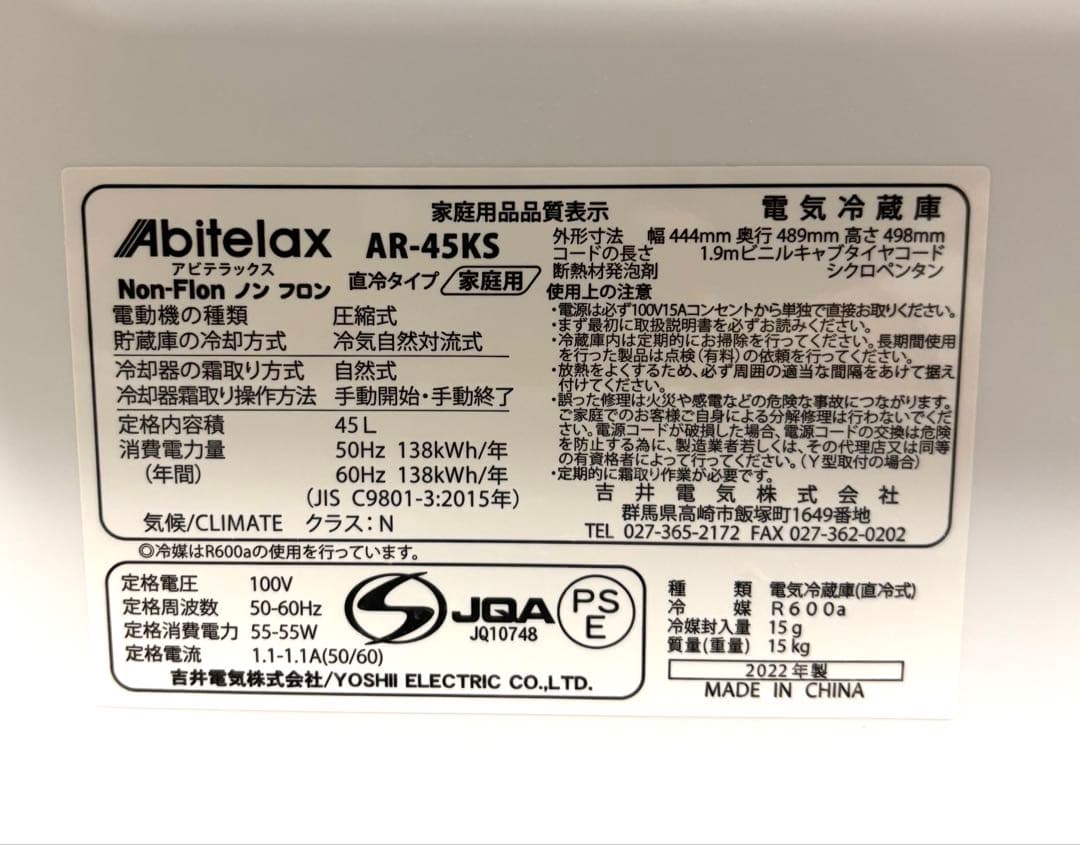 家庭用品品質表示
電気冷蔵庫
Abitelax
アビテラックス
Non-Flon ノン フロン
AR-45KS
直冷タイプ
家庭用
電動機の種類 圧縮式
貯蔵庫の冷却方式 冷気自然対流式
冷却器の霜取り方式 自然式
冷却器霜取り操作方法 手動開始・手動終了
定格内容積 45L
消費電力量 50Hz 138kWh/年
(年間) 60Hz 138kWh/年
(JIS C9801-3:2015年)
気候/CLIMATE クラス:N
外形寸法 幅 444mm 奥行 489mm 高さ 498mm
コードの長さ 1.9mビニルキャブタイヤコード
断熱材発泡剤 シクロペンタン
使用上の注意
・電源は必ず100V15Aコンセントから単独で直接お取りください。
・まず最初に取扱説明書を必ずお読みください。
・冷蔵庫内は定期的にお掃除を行ってください。長期間使用
を行った製品は点検(有料)の依頼を行ってください。
・放熱をよくするため、必ず周囲の適当な間隔をあけて据え
付けてください。
・誤った修理は火災や感電などの危険な事故につながります。
ご家庭でのお客様ご自身による分解修理は行わないでくだ
さい。電源コードが破損した場合、電源コードの交換は危険
を防止する為に、製造業者若しくは、その代理店又は同等
の有資格者によって行ってください。(Y型取付の場合)
・定期的に霜取り作業が必要です。
吉井電気株式会社
群馬県高崎市飯塚町1649番地
TEL 027-365-2172 FAX 027-362-0202
◎冷媒はR600aの使用を行っています。
定格電圧 100V
定格周波数 50-60Hz
定格消費電力 55-55W
定格電流 1.1-1.1A(50/60)
JQA
JQ10748
PS
E
吉井電気株式会社/YOSHII ELECTRIC CO.,LTD.
種類 電気冷蔵庫(直冷式)
冷媒 R600a
冷媒封入量 15g
質量(重量) 15kg
2022年製
MADE IN CHINA